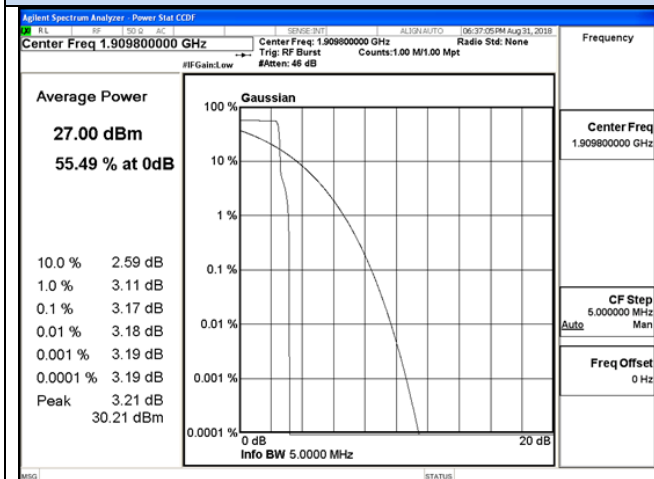 Agilent Spectrum Analyzer - Power Stat CCDF
RL RF 50 Ω AC SENSE:INT ALIGN AUTO 06:37:05 PM Aug 31, 2018
Center Freq 1.909800000 GHz
Center Freq: 1.909800000 GHz Radio Std: None
Trig: RF Burst Counts:1.00 M/1.00 Mpt
#IFGain:Low #Atten: 46 dB
Frequency
Average Power
27.00 dBm
55.49 % at 0dB
10.0 % 2.59 dB
1.0 % 3.11 dB
0.1 % 3.17 dB
0.01 % 3.18 dB
0.001 % 3.19 dB
0.0001 % 3.19 dB
Peak 3.21 dB
30.21 dBm
Gaussian
100 %
10 %
1 %
0.1 %
0.01 %
0.001 %
0.0001 %
0 dB 20 dB
Info BW 5.0000 MHz
Center Freq
1.909800000 GHz
CF Step
5.000000 MHz
Auto Man
Freq Offset
0 Hz
MSG STATUS